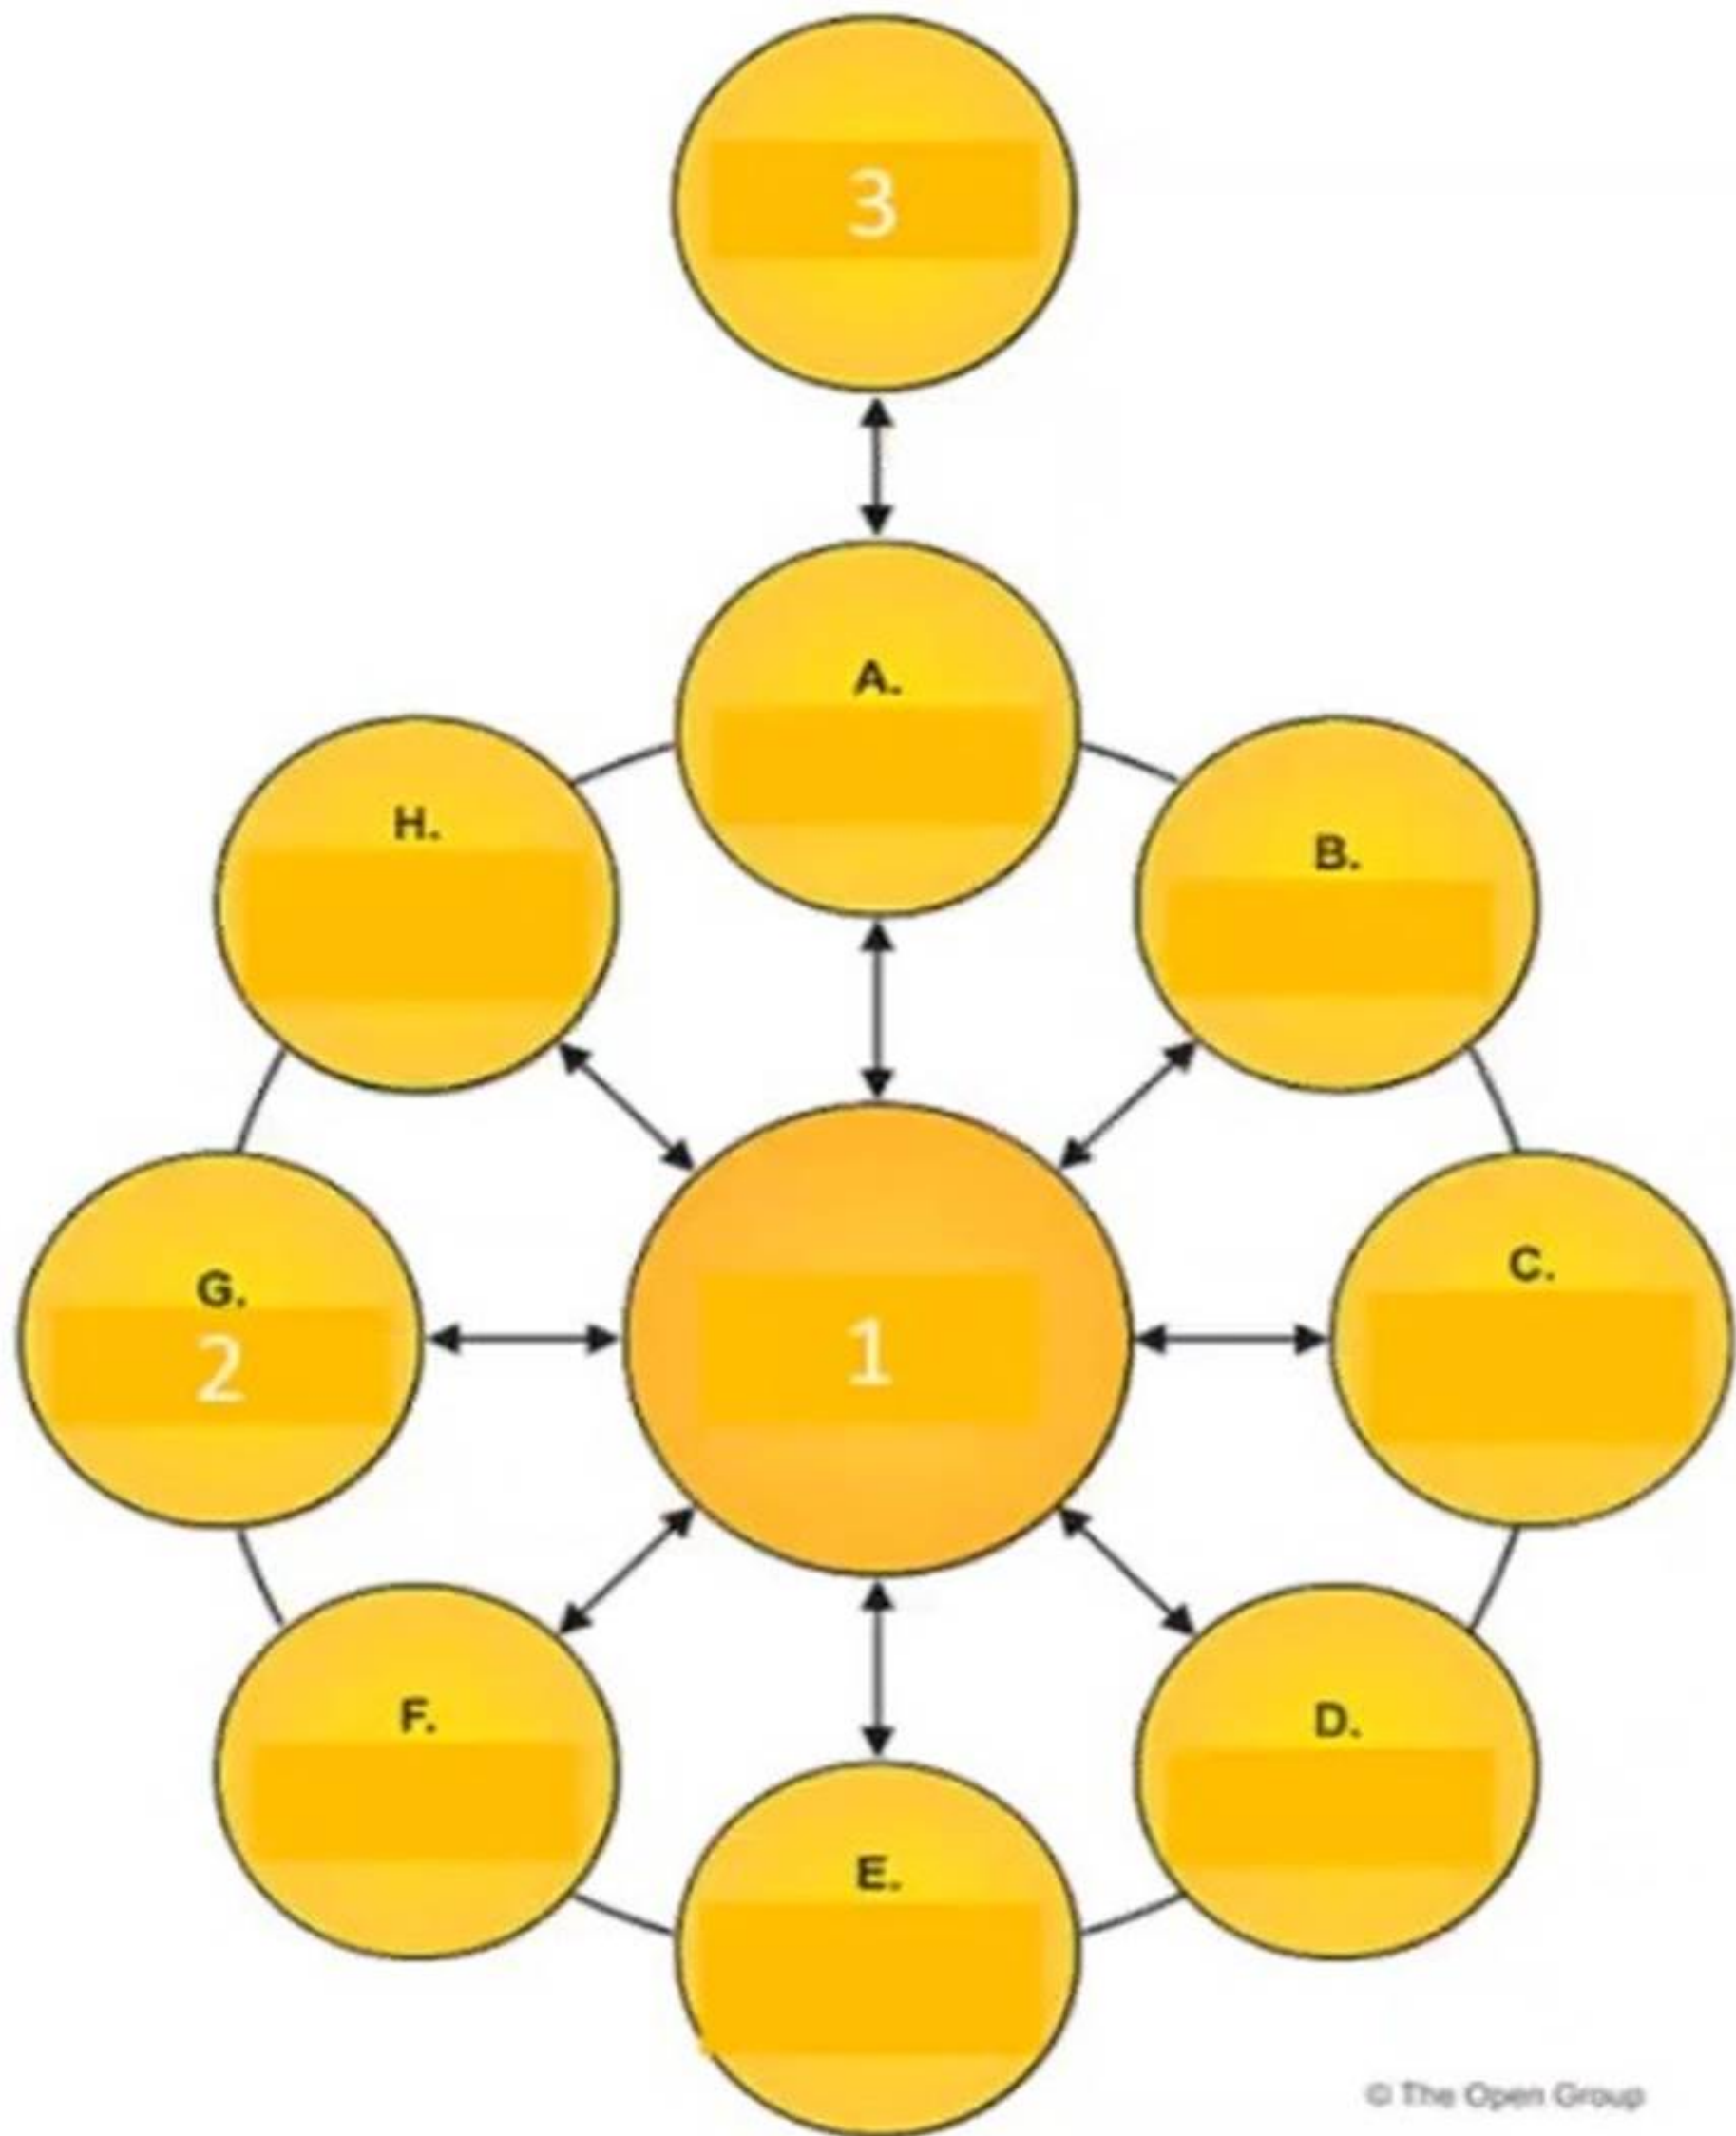 3
A.
H.
B.
G.
2
1
C.
F.
D.
E.
© The Open Group